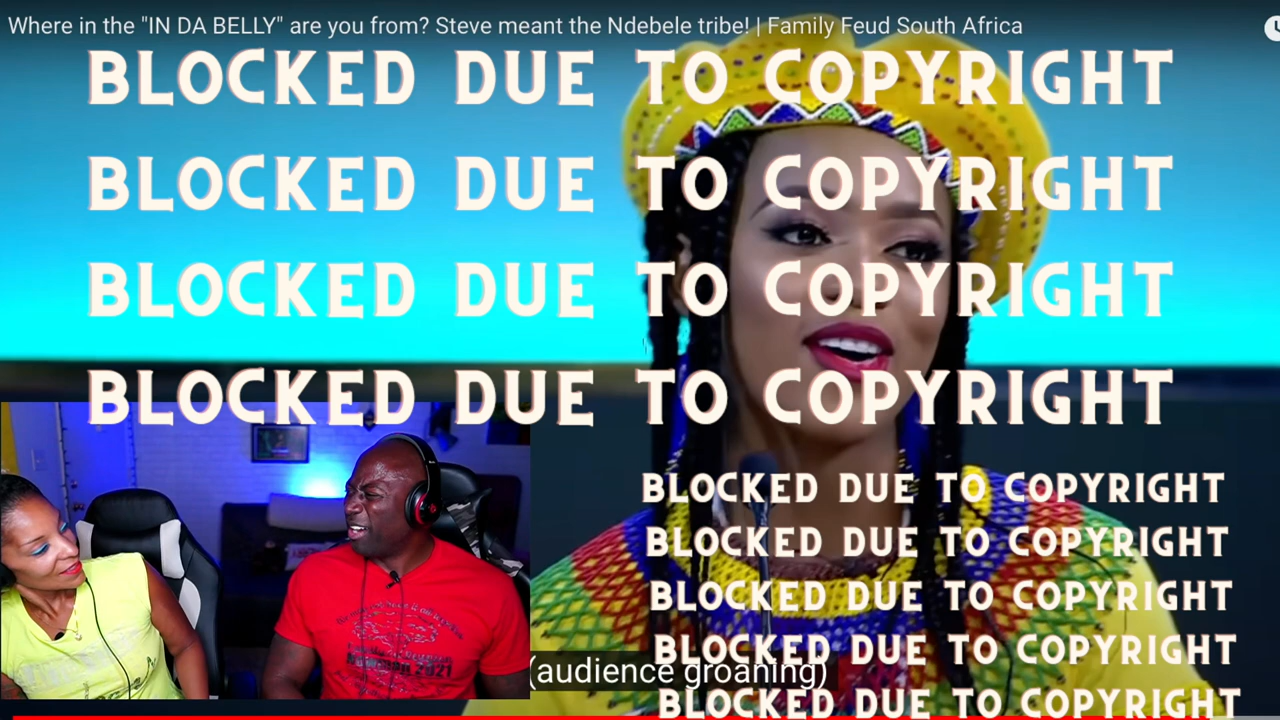 Where in the "IN DA BELLY" are you from? Steve meant the Ndebele tribe! | Family Feud South Africa
BLOCKED DUE TO COPYRIGHT
BLOCKED DUE TO COPYRIGHT
BLOCKED DUE TO COPYRIGHT
BLOCKED DUE TO COPYRIGHT
BLOCKED DUE TO COPYRIGHT
BLOCKED DUE TO COPYRIGHT
BLOCKED DUE TO COPYRIGHT
BLOCKED DUE TO COPYRIGHT
(audience groaning)
BLOCKED DUE TO COPYRIGHT